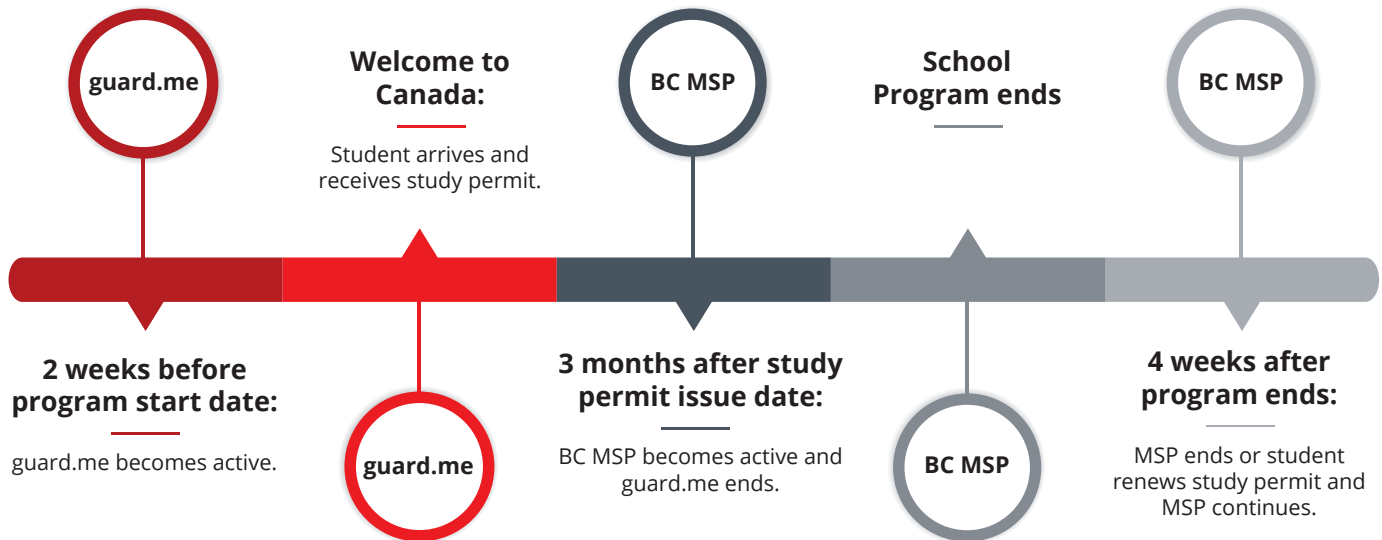 guard.me
2 weeks before
program start date:
guard.me becomes active.
Welcome to
Canada:
Student arrives and
receives study permit.
guard.me
BC MSP
3 months after study
permit issue date:
BC MSP becomes active and
guard.me ends.
School
Program ends
BC MSP
BC MSP
4 weeks after
program ends:
MSP ends or student
renews study permit and
MSP continues.